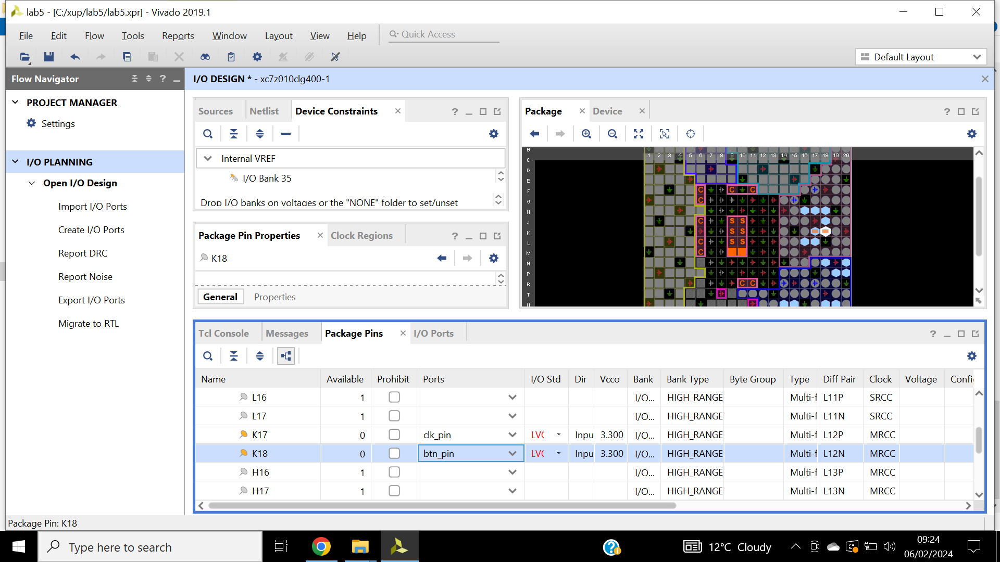 lab5 - [C:/xup/lab5/lab5.xpr] - Vivado 2019.1
File Edit Flow Tools Reports Window Layout View Help Quick Access
Default Layout
Flow Navigator
I/O DESIGN * - xc7z010clg400-1
PROJECT MANAGER
Settings
I/O PLANNING
Open I/O Design
Import I/O Ports
Create I/O Ports
Report DRC
Report Noise
Export I/O Ports
Migrate to RTL
Sources Netlist Device Constraints
Internal VREF
I/O Bank 35
Drop I/O banks on voltages or the "NONE" folder to set/unset
Package Pin Properties Clock Regions
K18
General Properties
Package Device
1 2 3 4 5 6 7 8 9 10 11 12 13 14 15 16 17 18 19 20
B
C
D
E
F C C C
G C
H
J C S S
K S S
L C S S
M C
N
P
R C C
T
U
Tcl Console Messages Package Pins I/O Ports
Name Available Prohibit Ports I/O Std Dir Vcco Bank Bank Type Byte Group Type Diff Pair Clock Voltage Config
L16 1 I/O... HIGH_RANGE Multi-f L11P SRCC
L17 1 I/O... HIGH_RANGE Multi-f L11N SRCC
K17 0 clk_pin LVC Inpu 3.300 I/O... HIGH_RANGE Multi-f L12P MRCC
K18 0 btn_pin LVC Inpu 3.300 I/O... HIGH_RANGE Multi-f L12N MRCC
H16 1 I/O... HIGH_RANGE Multi-f L13P MRCC
H17 1 I/O... HIGH_RANGE Multi-f L13N MRCC
Package Pin: K18
Type here to search
12°C Cloudy
09:24
06/02/2024